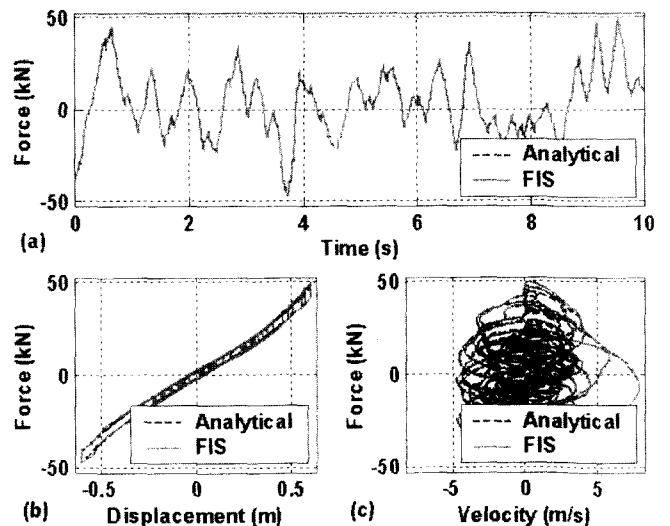 50
0
-50
Force (kN)
Analytical
FIS
0 2 4 6 8 10
(a) Time (s)
50
0
-50
Force (kN)
Analytical
FIS
-0.5 0 0.5
(b) Displacement (m)
50
0
-50
Force (kN)
Analytical
FIS
-5 0 5
(c) Velocity (m/s)